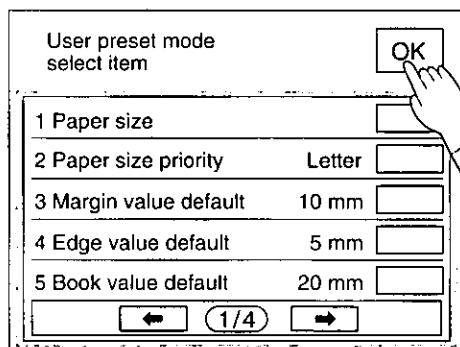 User preset mode
select item
OK
1 Paper size
2 Paper size priority Letter
3 Margin value default 10 mm
4 Edge value default 5 mm
5 Book value default 20 mm
1/4